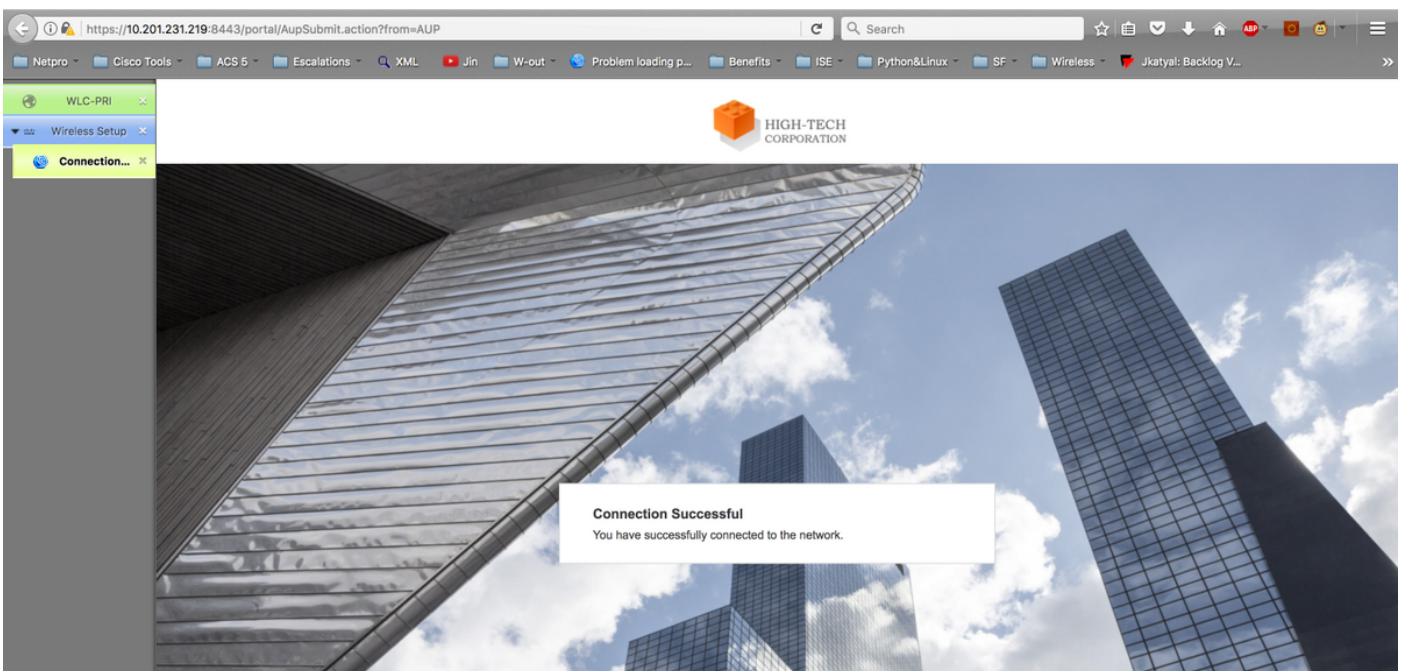 https://10.201.231.219:8443/portal/AupSubmit.action?from=AUP
Search
ABP
Netpro Cisco Tools ACS 5 Escalations XML Jin W-out Problem loading p... Benefits ISE Python&Linux SF Wireless Jkatyal: Backlog V...
WLC-PRI
Wireless Setup
Connection...
HIGH-TECH
CORPORATION
Connection Successful
You have successfully connected to the network.